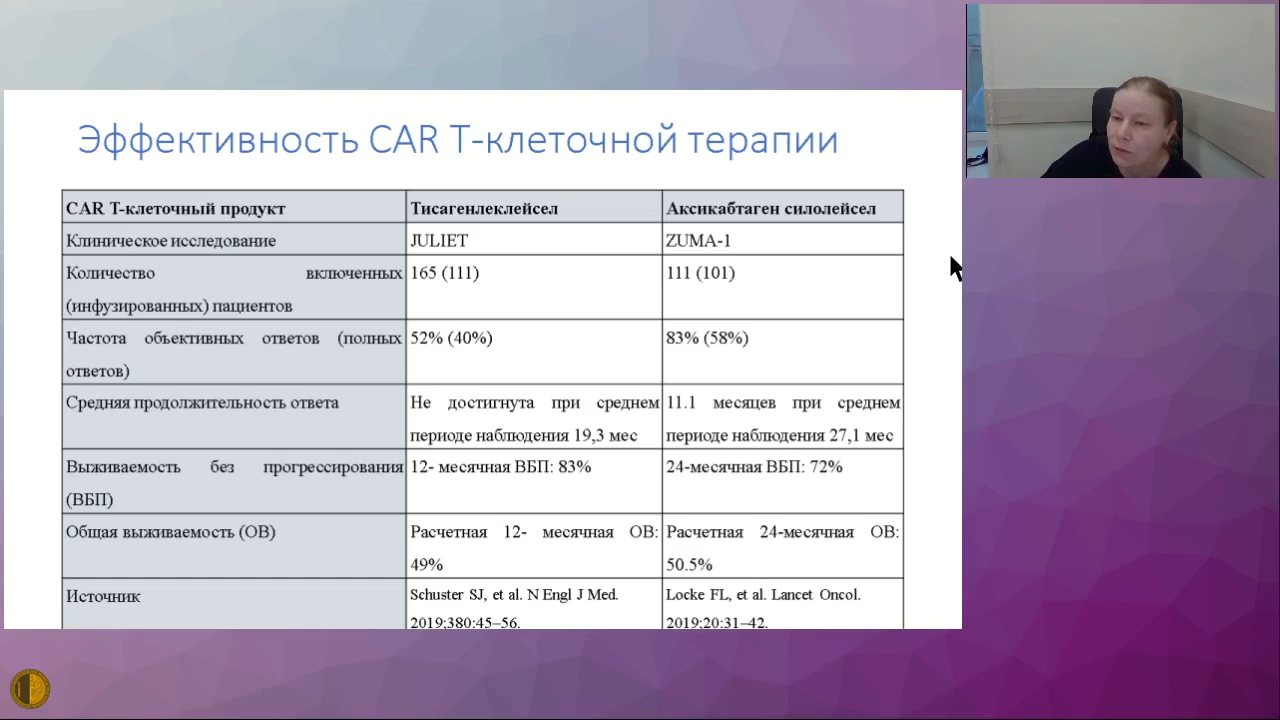 Эффективность CAR Т-клеточной терапии
CAR Т-клеточный продукт
Тисагенлеклейсел
Аксикабтаген силолейсел
Клиническое исследование
JULIET
ZUMA-1
Количество включенных
(инфузированных) пациентов
165 (111)
111 (101)
Частота объективных ответов (полных
ответов)
52% (40%)
83% (58%)
Средняя продолжительность ответа
Не достигнута при среднем
периоде наблюдения 19,3 мес
11.1 месяцев при среднем
периоде наблюдения 27,1 мес
Выживаемость без прогрессирования
(ВБП)
12- месячная ВБП: 83%
24-месячная ВБП: 72%
Общая выживаемость (ОВ)
Расчетная 12- месячная ОВ:
49%
Расчетная 24-месячная ОВ:
50.5%
Источник
Schuster SJ, et al. N Engl J Med.
2019;380:45–56.
Locke FL, et al. Lancet Oncol.
2019;20:31–42.